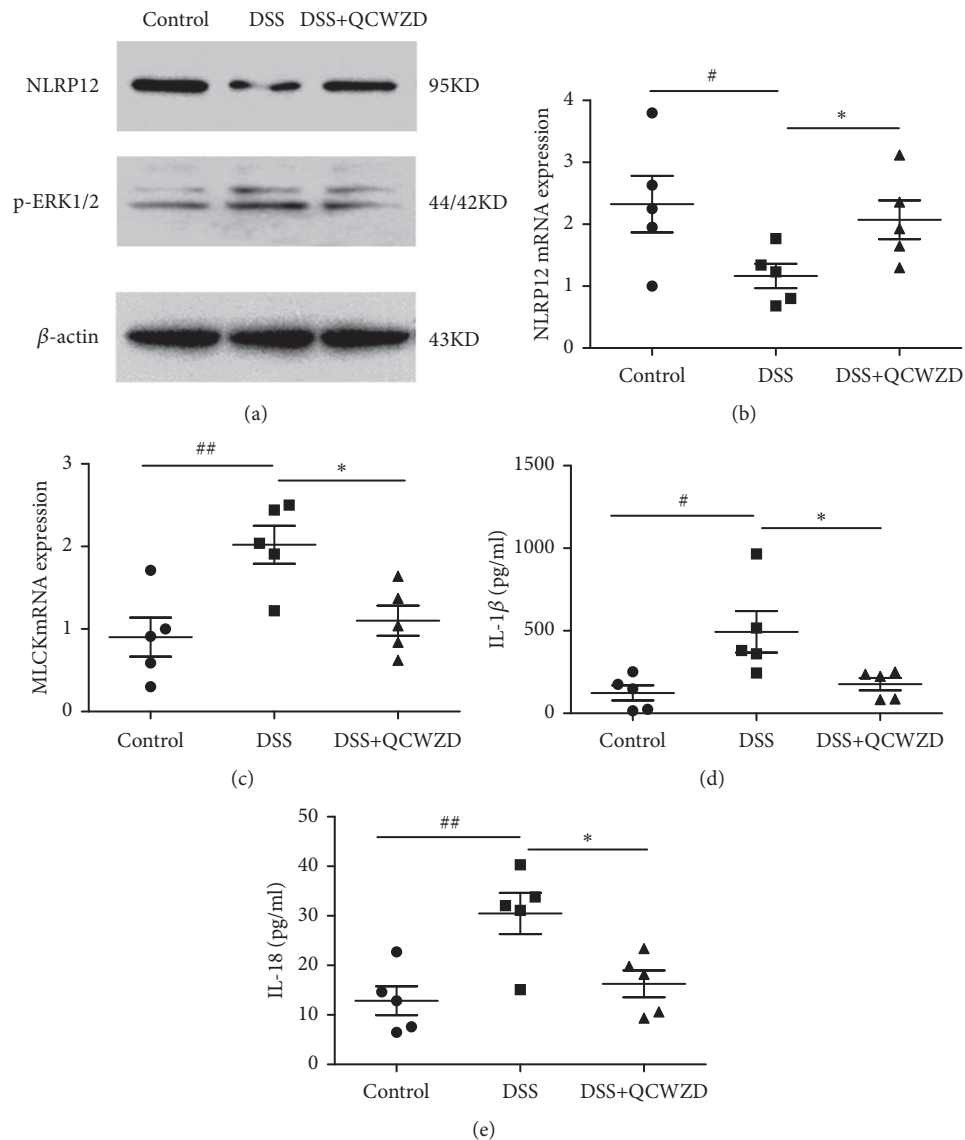 Control DSS DSS+QCWZD
NLRP12 95KD
p-ERK1/2 44/42KD
β-actin 43KD
(a)
NLRP12 mRNA expression
4
3
2
1
0
# *
Control DSS DSS+QCWZD
(b)
MLCKmRNA expression
3
2
1
0
## *
Control DSS DSS+QCWZD
(c)
IL-1β (pg/ml)
1500
1000
500
0
# *
Control DSS DSS+QCWZD
(d)
IL-18 (pg/ml)
50
40
30
20
10
0
## *
Control DSS DSS+QCWZD
(e)